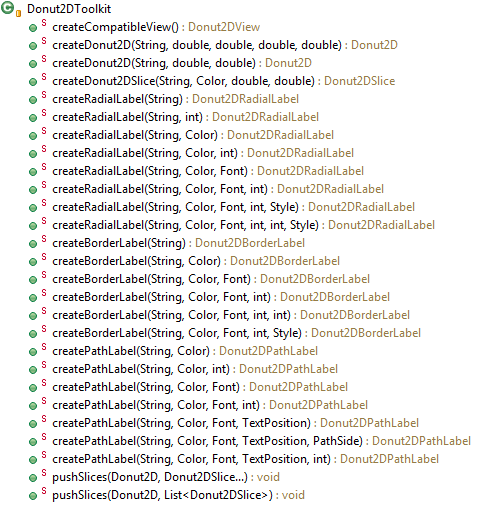 Donut2DToolkit
createCompatibleView() : Donut2DView
createDonut2D(String, double, double, double, double) : Donut2D
createDonut2D(String, double, double) : Donut2D
createDonut2DSlice(String, Color, double, double) : Donut2DSlice
createRadialLabel(String) : Donut2DRadialLabel
createRadialLabel(String, int) : Donut2DRadialLabel
createRadialLabel(String, Color) : Donut2DRadialLabel
createRadialLabel(String, Color, int) : Donut2DRadialLabel
createRadialLabel(String, Color, Font) : Donut2DRadialLabel
createRadialLabel(String, Color, Font, int) : Donut2DRadialLabel
createRadialLabel(String, Color, Font, int, Style) : Donut2DRadialLabel
createRadialLabel(String, Color, Font, int, int, Style) : Donut2DRadialLabel
createBorderLabel(String) : Donut2DBorderLabel
createBorderLabel(String, Color) : Donut2DBorderLabel
createBorderLabel(String, Color, Font) : Donut2DBorderLabel
createBorderLabel(String, Color, Font, int) : Donut2DBorderLabel
createBorderLabel(String, Color, Font, int, int) : Donut2DBorderLabel
createBorderLabel(String, Color, Font, int, Style) : Donut2DBorderLabel
createPathLabel(String, Color) : Donut2DPathLabel
createPathLabel(String, Color, int) : Donut2DPathLabel
createPathLabel(String, Color, Font) : Donut2DPathLabel
createPathLabel(String, Color, Font, int) : Donut2DPathLabel
createPathLabel(String, Color, Font, TextPosition) : Donut2DPathLabel
createPathLabel(String, Color, Font, TextPosition, PathSide) : Donut2DPathLabel
createPathLabel(String, Color, Font, TextPosition, int) : Donut2DPathLabel
pushSlices(Donut2D, Donut2DSlice...) : void
pushSlices(Donut2D, List<Donut2DSlice>) : void